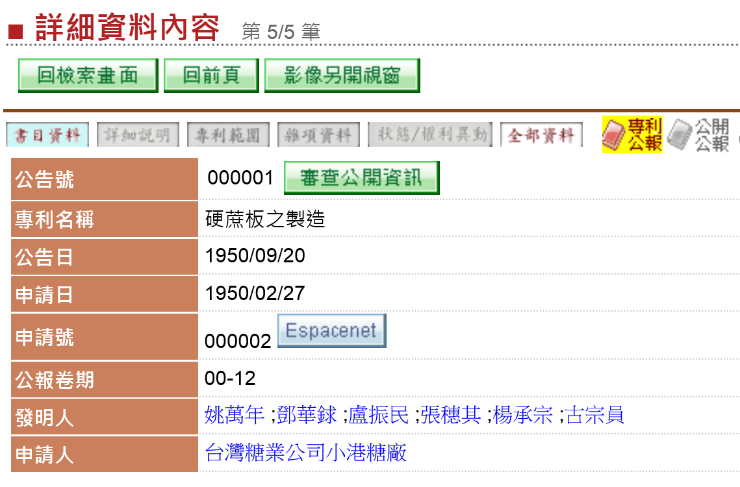 詳細資料內容 第 5/5 筆
回檢索畫面 回前頁 影像另開視窗
書目資料 詳細說明 專利範圍 雜項資料 狀態/權利異動 全部資料 專利公報 公開公報
公告號 000001 審查公開資訊
專利名稱 硬蔗板之製造
公告日 1950/09/20
申請日 1950/02/27
申請號 000002 Espacenet
公報卷期 00-12
發明人 姚萬年 ;鄧華銶 ;盧振民 ;張穗其 ;楊承宗 ;古宗員
申請人 台灣糖業公司小港糖廠